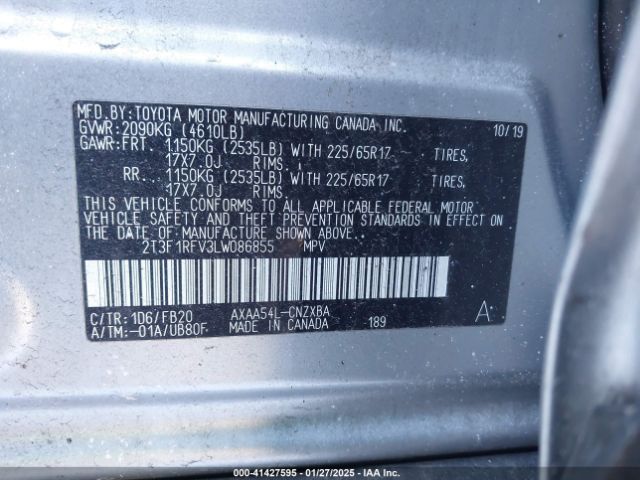 MFD.BY:TOYOTA MOTOR MANUFACTURING CANADA INC. 10/19
GVWR:2090KG (4610LB)
GAWR:FRT. 1150KG (2535LB) WITH 225/65R17 TIRES,
17X7.0J RIMS
RR.. 1150KG (2535LB) WITH 225/65R17 TIRES,
17X7.0J RIMS
THIS VEHICLE CONFORMS TO ALL APPLICABLE FEDERAL MOTOR
VEHICLE SAFETY AND THEFT PREVENTION STANDARDS IN EFFECT
ON THE DATE OF MANUFACTURE SHOWN ABOVE.
2T3F1RFV3LW086855 MPV
C/TR:1D6/FB20 AXAA54L-CNZXBA A
A/TM:-01A/UB80F MADE IN CANADA 189
000-41427595 - 01/27/2025 - IAA